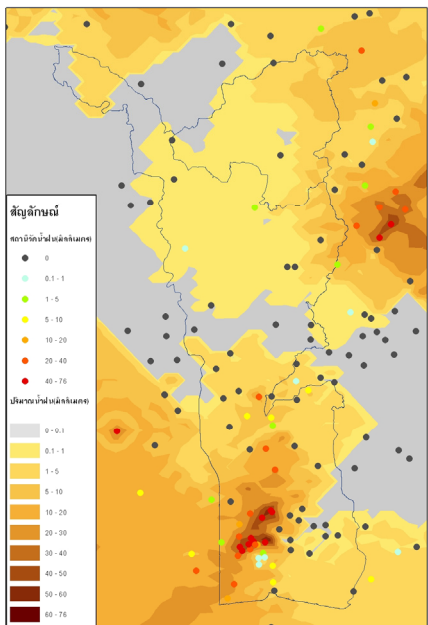 สัญลักษณ์
สถานีวัดน้ำฝน(มิลลิเมตร)
0
0.1 - 1
1 - 5
5 - 10
10 - 20
20 - 40
40 - 76
ปริมาณน้ำฝน(มิลลิเมตร)
0 - 0.1
0.1 - 1
1 - 5
5 - 10
10 - 20
20 - 30
30 - 40
40 - 50
50 - 60
60 - 76